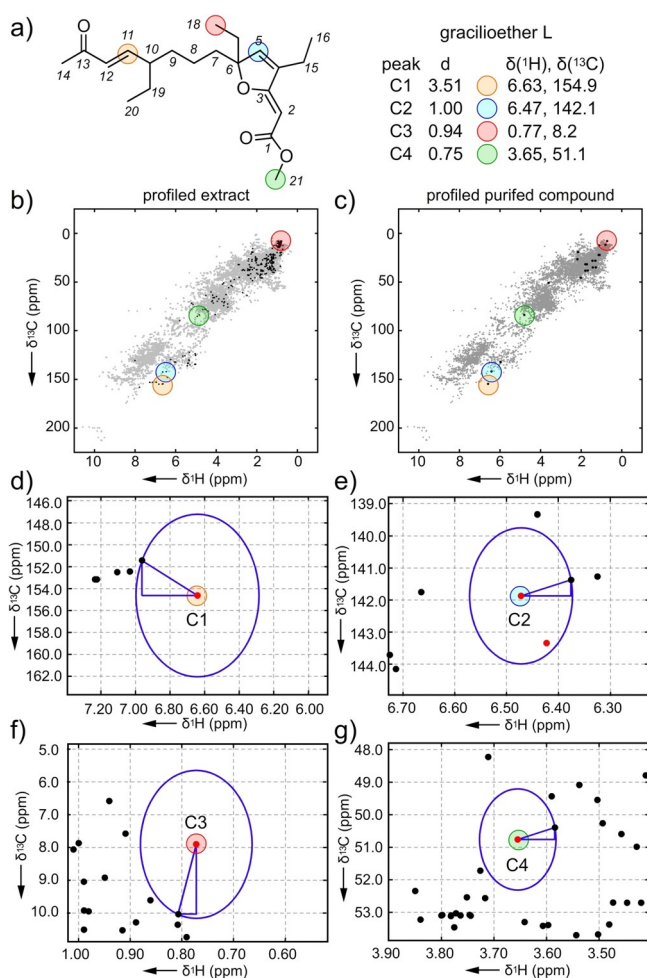 a)
gracilioether L
peak d δ(¹H), δ(¹³C)
C1 3.51 6.63, 154.9
C2 1.00 6.47, 142.1
C3 0.94 0.77, 8.2
C4 0.75 3.65, 51.1
O 11 10 8 18 5 16
14 13 12 9 7 6 15
20 19 O 3 2
O 1 O
21
b) profiled extract
c) profiled purifed compound
0
50
100
150
200
δ¹³C (ppm)
10 8 6 4 2 0
δ¹H (ppm)
0
50
100
150
200
δ¹³C (ppm)
10 8 6 4 2 0
δ¹H (ppm)
d)
146.0
148.0
150.0
152.0
154.0
156.0
158.0
160.0
162.0
δ¹³C (ppm)
C1
7.20 7.00 6.80 6.60 6.40 6.20 6.00
δ¹H (ppm)
e)
139.0
140.0
141.0
142.0
143.0
144.0
δ¹³C (ppm)
C2
6.70 6.60 6.50 6.40 6.30
δ¹H (ppm)
f)
5.0
6.0
7.0
8.0
9.0
10.0
δ¹³C (ppm)
C3
1.00 0.90 0.80 0.70 0.60
δ¹H (ppm)
g)
48.0
49.0
50.0
51.0
52.0
53.0
δ¹³C (ppm)
C4
3.90 3.80 3.70 3.60 3.50
δ¹H (ppm)